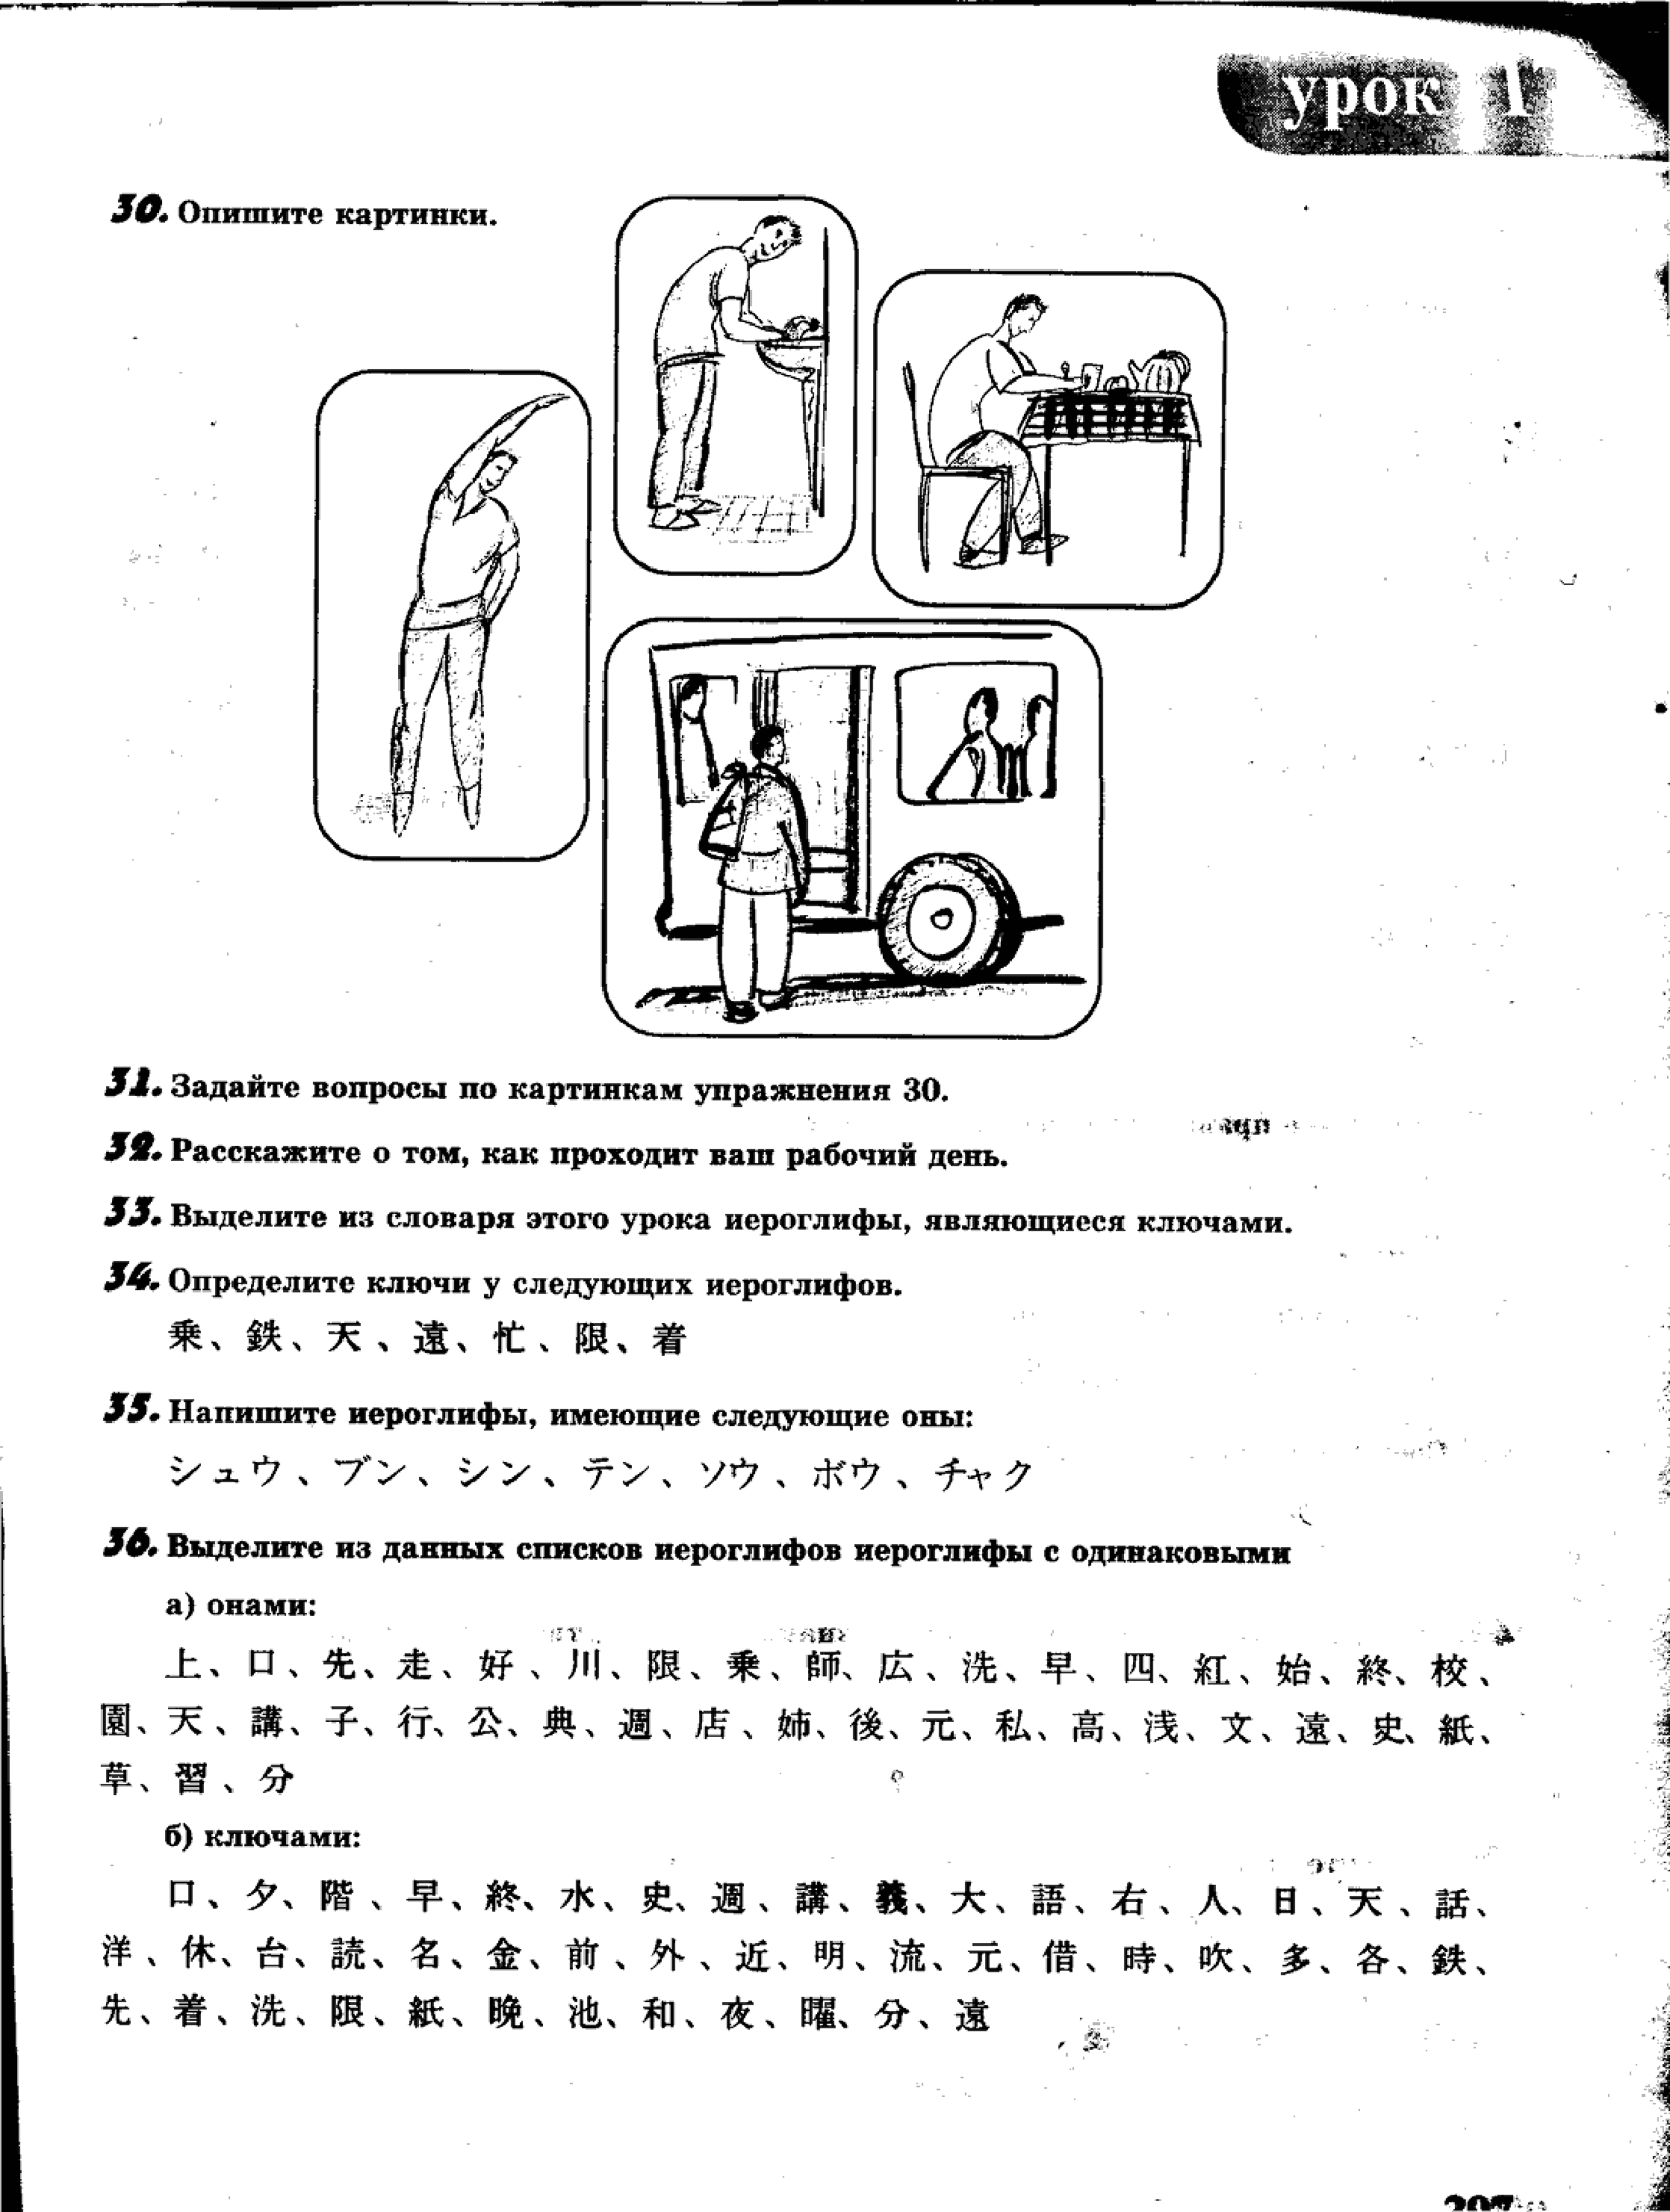 урок 1
30. Опишите картинки.
31. Задайте вопросы по картинкам упражнения 30.
32. Расскажите о том, как проходит ваш рабочий день.
33. Выделите из словаря этого урока иероглифы, являющиеся ключами.
34. Определите ключи у следующих иероглифов.
乗、鉄、天、遠、忙、限、着
35. Напишите иероглифы, имеющие следующие оны:
シュウ、ブン、シン、テン、ソウ、ボウ、チャク
36. Выделите из данных списков иероглифов иероглифы с одинаковыми
а) онами:
上、口、先、走、好、川、限、乗、師、広、洗、早、四、紅、始、終、校、
園、天、講、子、行、公、典、週、店、姉、後、元、私、高、浅、文、遠、史、紙、
草、習、分
б) ключами:
口、夕、階、早、終、水、史、週、講、義、大、語、右、人、日、天、話、
洋、休、台、読、名、金、前、外、近、明、流、元、借、時、吹、多、各、鉄、
先、着、洗、限、紙、晩、池、和、夜、曜、分、遠